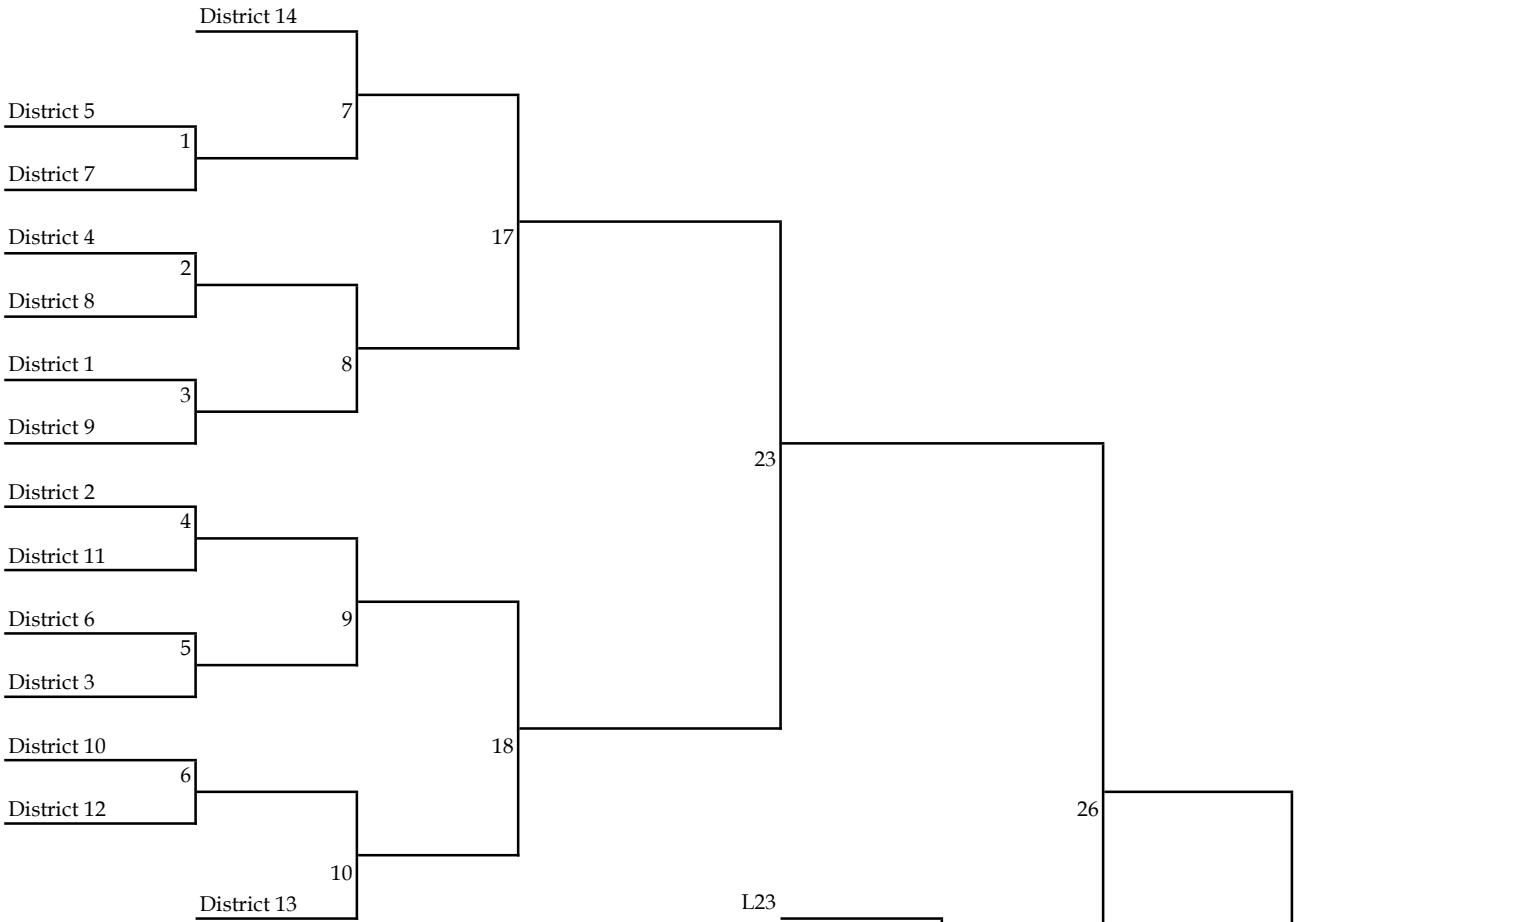 District 14
District 5
7
1
District 7
District 4
17
2
District 8
District 1
8
3
District 9
23
District 2
4
District 11
District 6
9
5
District 3
District 10
18
6
District 12
26
10
L23
District 13